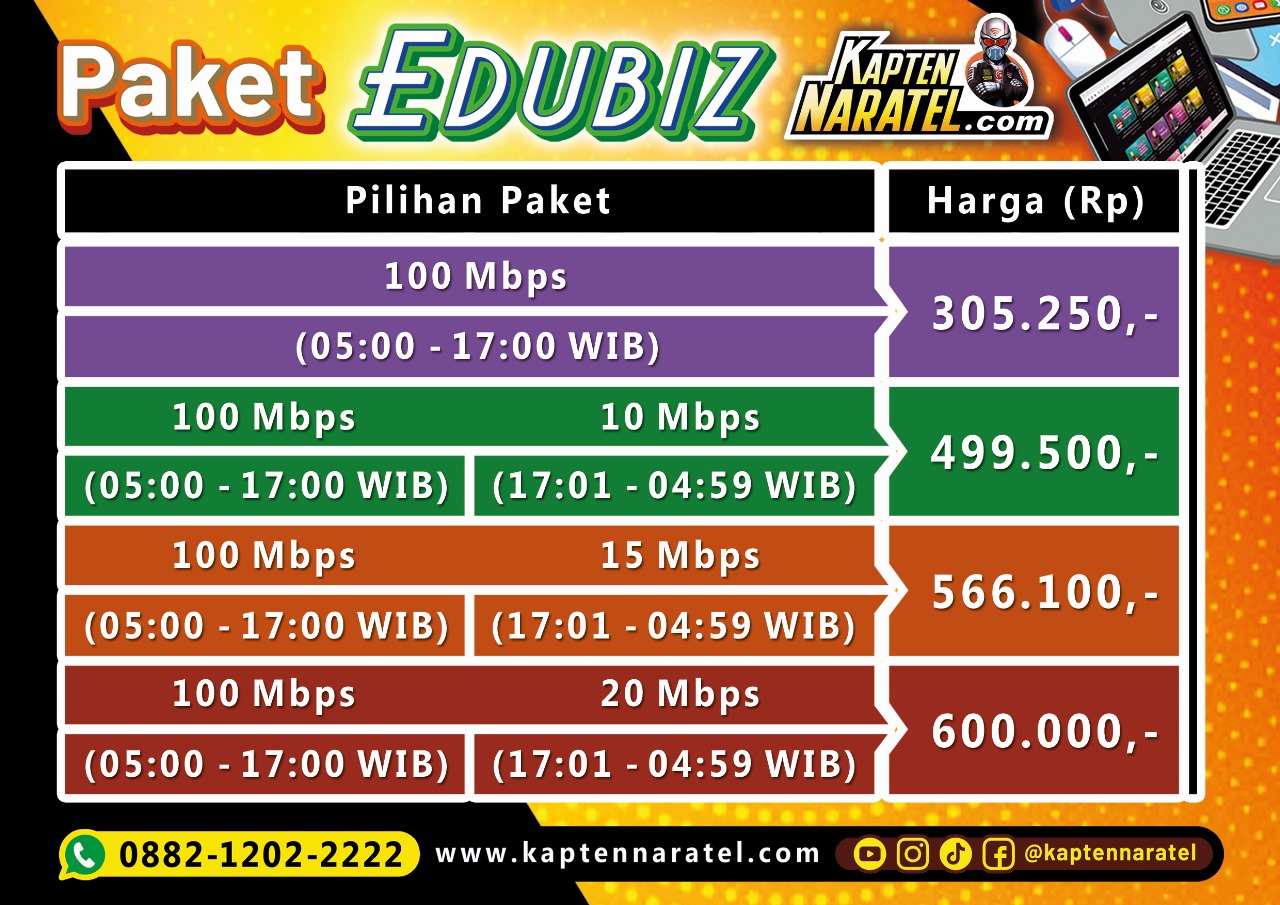 Paket EDUBIZ KAPTEN NARATEL.com
Pilihan Paket Harga (Rp)
100 Mbps
(05:00 - 17:00 WIB)
305.250,-
100 Mbps 10 Mbps
(05:00 - 17:00 WIB) (17:01 - 04:59 WIB)
499.500,-
100 Mbps 15 Mbps
(05:00 - 17:00 WIB) (17:01 - 04:59 WIB)
566.100,-
100 Mbps 20 Mbps
(05:00 - 17:00 WIB) (17:01 - 04:59 WIB)
600.000,-
0882-1202-2222 www.kaptennaratel.com @kaptennaratel